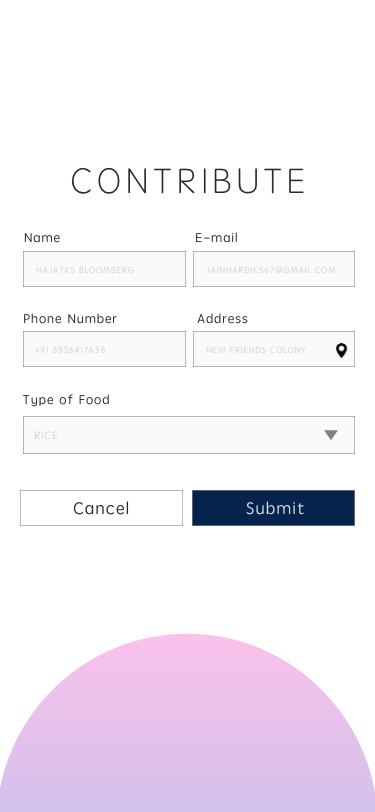 CONTRIBUTE
Name
E-mail
HAJATKS BLOOMBERG
JAINHARDIK567@GMAIL.COM
Phone Number
Address
+91 8826417638
NEW FRIENDS COLONY
Type of Food
RICE
Cancel
Submit